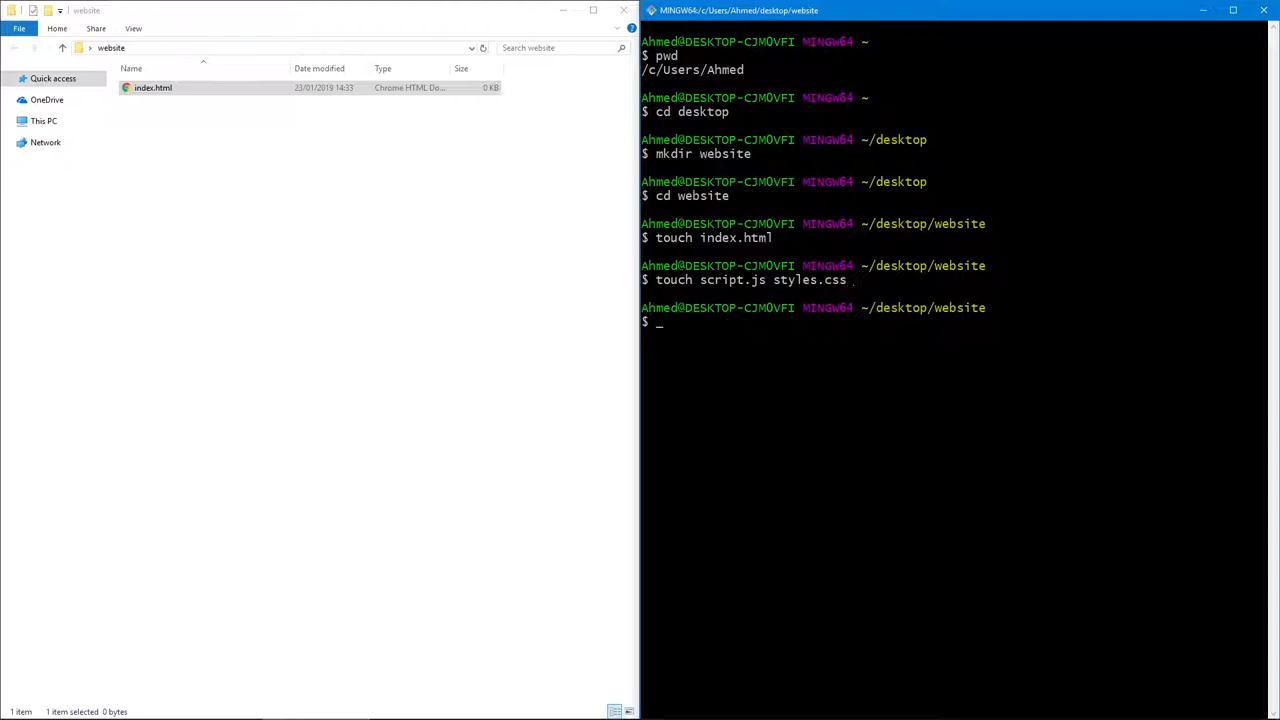 website
File Home Share View
website
Search website
Name Date modified Type Size
Quick access
index.html 23/01/2019 14:33 Chrome HTML Do... 0 KB
OneDrive
This PC
Network
1 item 1 item selected 0 bytes
MINGW64:/c/Users/Ahmed/desktop/website
Ahmed@DESKTOP-CJM0VFI MINGW64 ~
$ pwd
/c/Users/Ahmed
Ahmed@DESKTOP-CJM0VFI MINGW64 ~
$ cd desktop
Ahmed@DESKTOP-CJM0VFI MINGW64 ~/desktop
$ mkdir website
Ahmed@DESKTOP-CJM0VFI MINGW64 ~/desktop
$ cd website
Ahmed@DESKTOP-CJM0VFI MINGW64 ~/desktop/website
$ touch index.html
Ahmed@DESKTOP-CJM0VFI MINGW64 ~/desktop/website
$ touch script.js styles.css
Ahmed@DESKTOP-CJM0VFI MINGW64 ~/desktop/website
$ _